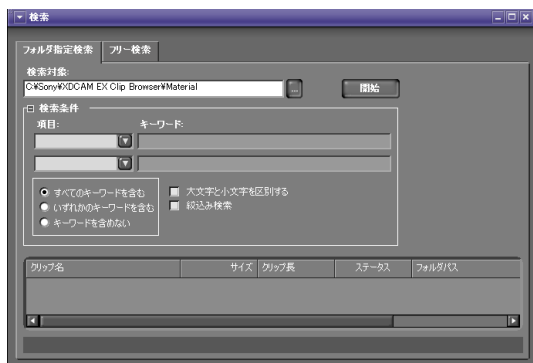 検索
フォルダ指定検索 フリー検索
検索対象:
C:¥Sony¥XDCAM EX Clip Browser¥Material ... 開始
検索条件
項目: キーワード:
すべてのキーワードを含む 大文字と小文字を区別する
いずれかのキーワードを含む 絞込み検索
キーワードを含めない
クリップ名 サイズ クリップ長 ステータス フォルダパス